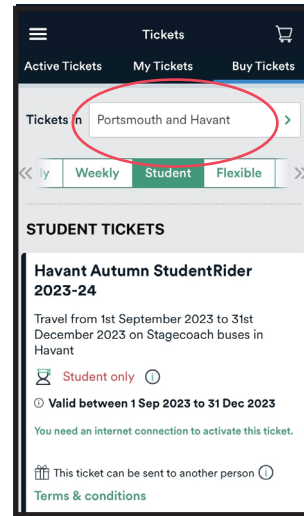 Tickets
Active Tickets My Tickets Buy Tickets
Tickets in Portsmouth and Havant
ly Weekly Student Flexible
STUDENT TICKETS
Havant Autumn StudentRider
2023-24
Travel from 1st September 2023 to 31st
December 2023 on Stagecoach buses in
Havant
Student only
Valid between 1 Sep 2023 to 31 Dec 2023
You need an internet connection to activate this ticket.
This ticket can be sent to another person
Terms & conditions